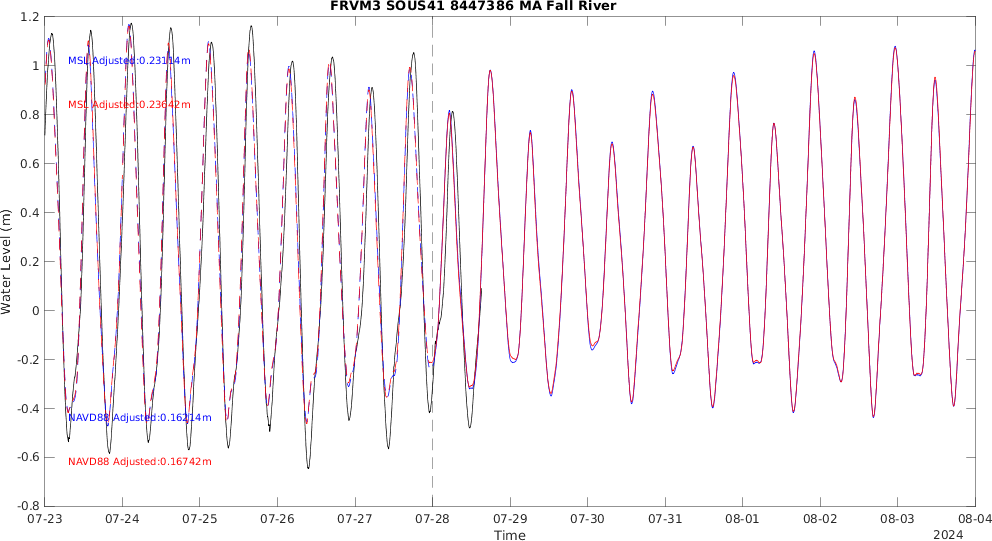 FRVM3 SOUS41 8447386 MA Fall River
1.2
1
0.8
0.6
0.4
0.2
0
-0.2
-0.4
-0.6
-0.8
Water Level (m)
MSL Adjusted:0.23114m
MSL Adjusted:0.23642m
NAVD88 Adjusted:0.16214m
NAVD88 Adjusted:0.16742m
07-23 07-24 07-25 07-26 07-27 07-28 07-29 07-30 07-31 08-01 08-02 08-03 08-04
Time
2024